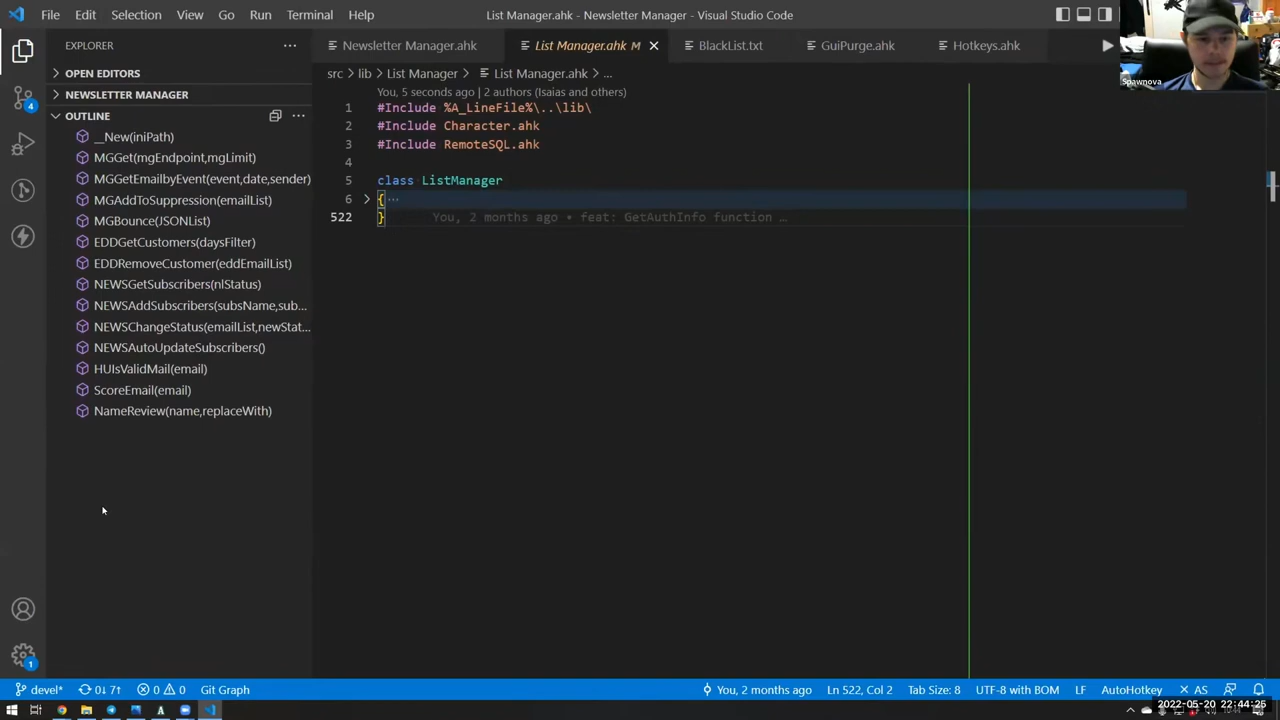 File Edit Selection View Go Run Terminal Help
List Manager.ahk - Newsletter Manager - Visual Studio Code
EXPLORER
Newsletter Manager.ahk
List Manager.ahk M
BlackList.txt
GuiPurge.ahk
Hotkeys.ahk
Spawnova
OPEN EDITORS
NEWSLETTER MANAGER
OUTLINE
__New(iniPath)
MGGet(mgEndpoint,mgLimit)
MGGetEmailbyEvent(event,date,sender)
MGAddToSuppression(emailList)
MGBounce(JSONList)
EDDGetCustomers(daysFilter)
EDDRemoveCustomer(eddEmailList)
NEWSGetSubscribers(nlStatus)
NEWSAddSubscribers(subsName,sub...
NEWSChangeStatus(emailList,newStat...
NEWSAutoUpdateSubscribers()
HUIsValidMail(email)
ScoreEmail(email)
NameReview(name,replaceWith)
4
1
src > lib > List Manager > List Manager.ahk > ...
You, 5 seconds ago | 2 authors (Isaias and others)
1 #Include %A_LineFile%\..\lib\
2 #Include Character.ahk
3 #Include RemoteSQL.ahk
4
5 class ListManager
6 { ...
522 } You, 2 months ago • feat: GetAuthInfo function …
devel* 0↓ 7↑ 0 0 Git Graph
You, 2 months ago Ln 522, Col 2 Tab Size: 8 UTF-8 with BOM LF AutoHotkey AS
2022-05-20 22:44:25